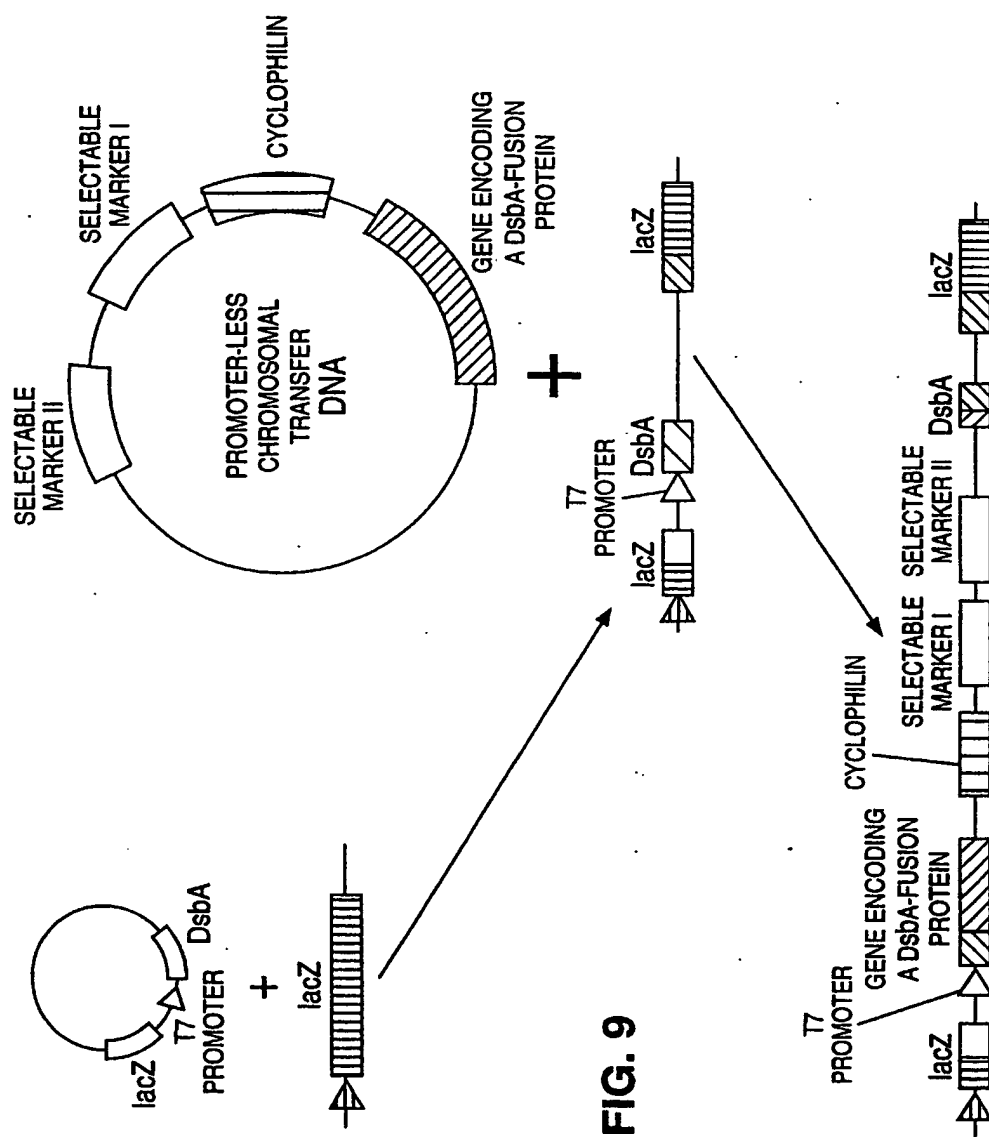 lacZ
T7
PROMOTER
DsbA
+
lacZ
SELECTABLE
MARKER II
SELECTABLE
MARKER I
CYCLOPHILIN
GENE ENCODING
A DsbA-FUSION
PROTEIN
PROMOTER-LESS
CHROMOSOMAL
TRANSFER
DNA
+
lacZ
T7
PROMOTER
DsbA
lacZ
lacZ
T7
PROMOTER
GENE ENCODING
A DsbA-FUSION
PROTEIN
CYCLOPHILIN
SELECTABLE
MARKER I
SELECTABLE
MARKER II
DsbA
lacZ
FIG. 9